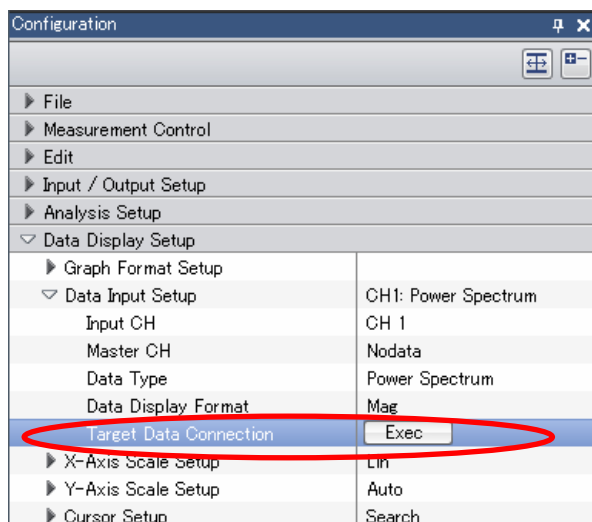 Configuration
File
Measurement Control
Edit
Input / Output Setup
Analysis Setup
Data Display Setup
Graph Format Setup
Data Input Setup CH1: Power Spectrum
Input CH CH 1
Master CH Nodata
Data Type Power Spectrum
Data Display Format Mag
Target Data Connection Exec
X-Axis Scale Setup Lin
Y-Axis Scale Setup Auto
Cursor Setup Search